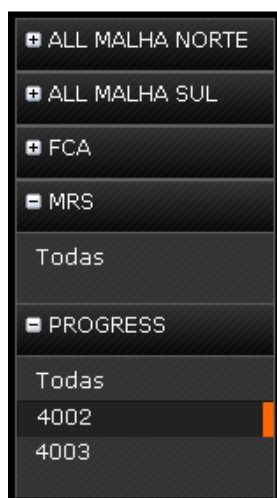 ALL MALHA NORTE
ALL MALHA SUL
FCA
MRS
Todas
PROGRESS
Todas
4002
4003